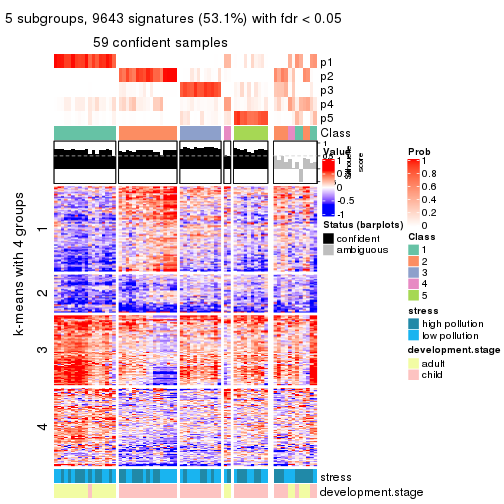 5 subgroups, 9643 signatures (53.1%) with fdr < 0.05
59 confident samples
p1
p2
p3
p4
p5
Class
1
Silhouette
score
k-means with 4 groups
1
2
3
4
stress
development.stage
Value
1
0.5
0
-0.5
-1
Status (barplots)
confident
ambiguous
Prob
1
0.8
0.6
0.4
0.2
0
Class
1
2
3
4
5
stress
high pollution
low pollution
development.stage
adult
child